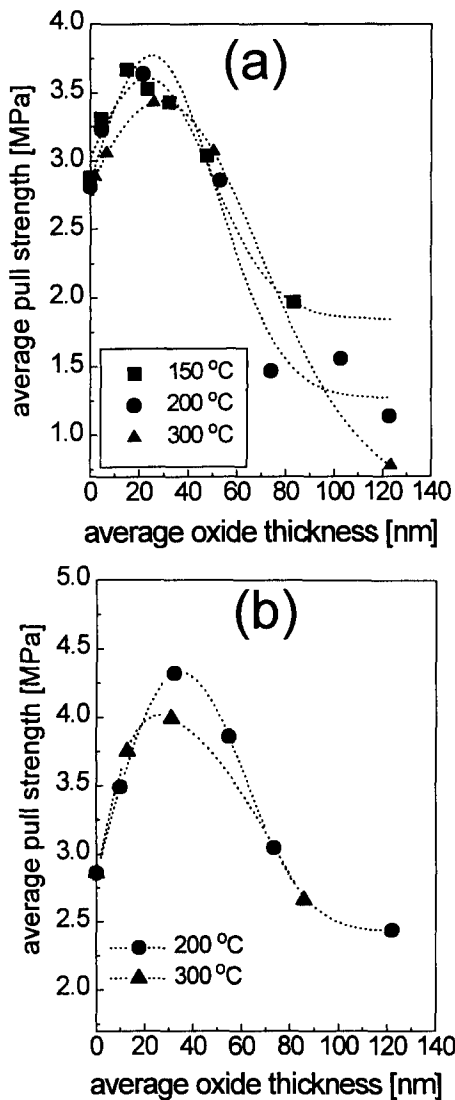 (a)
average pull strength [MPa]
4.0
3.5
3.0
2.5
2.0
1.5
1.0
150 °C
200 °C
300 °C
0 20 40 60 80 100 120 140
average oxide thickness [nm]
(b)
average pull strength [MPa]
5.0
4.5
4.0
3.5
3.0
2.5
2.0
200 °C
300 °C
0 20 40 60 80 100 120 140
average oxide thickness [nm]